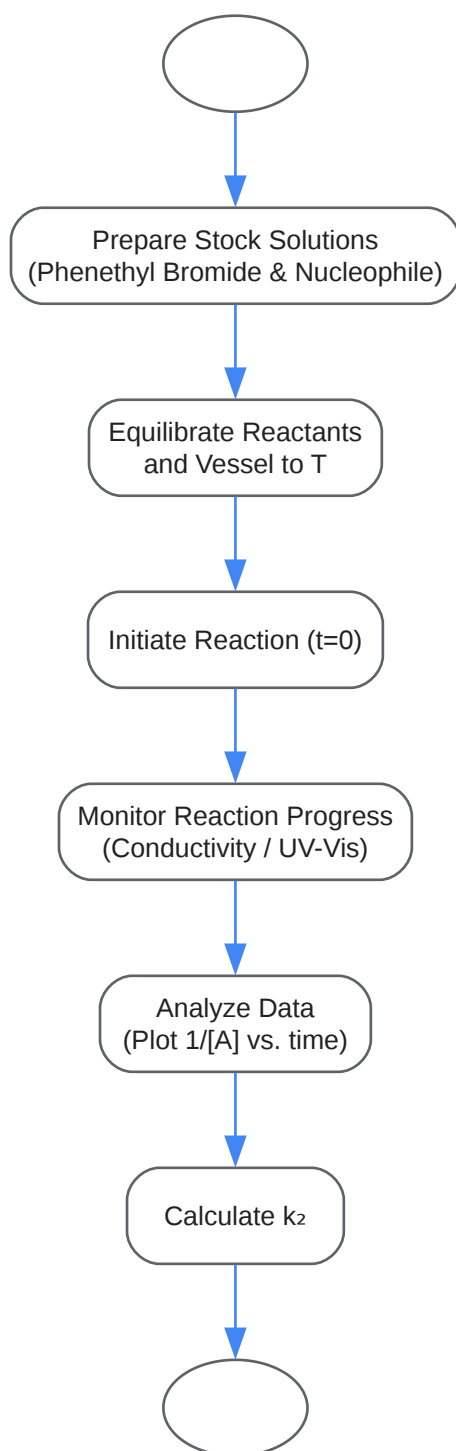 Prepare Stock Solutions
(Phenethyl Bromide & Nucleophile)
Equilibrate Reactants
and Vessel to T
Initiate Reaction (t=0)
Monitor Reaction Progress
(Conductivity / UV-Vis)
Analyze Data
(Plot 1/[A] vs. time)
Calculate k₂